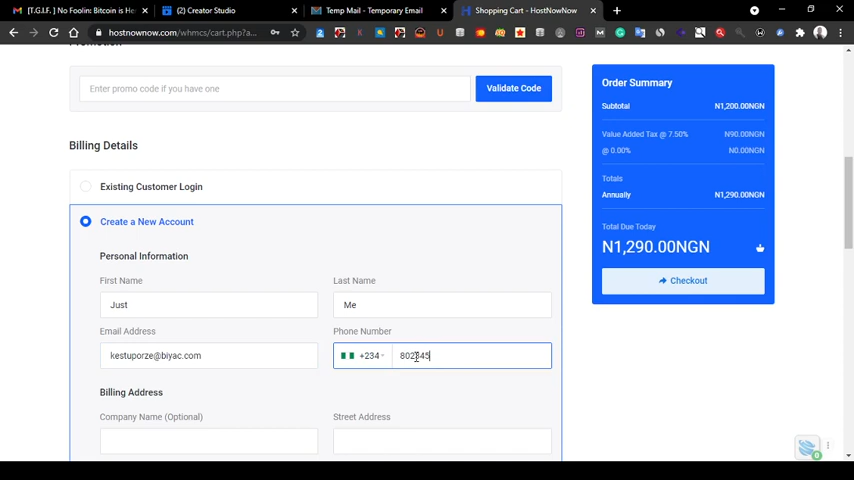 [T.G.I.F. ] No Foolin: Bitcoin is He
(2) Creator Studio
Temp Mail - Temporary Email
Shopping Cart - HostNowNow
hostnownow.com/whmcs/cart.php?a...
Promotion
Enter promo code if you have one
Validate Code
Order Summary
Subtotal
N1,200.00NGN
Value Added Tax @ 7.50%
N90.00NGN
@ 0.00%
N0.00NGN
Totals
Annually
N1,290.00NGN
Total Due Today
N1,290.00NGN
Checkout
Billing Details
Existing Customer Login
Create a New Account
Personal Information
First Name
Last Name
Just
Me
Email Address
Phone Number
kestuporze@biyac.com
+234
802345
Billing Address
Company Name (Optional)
Street Address
0